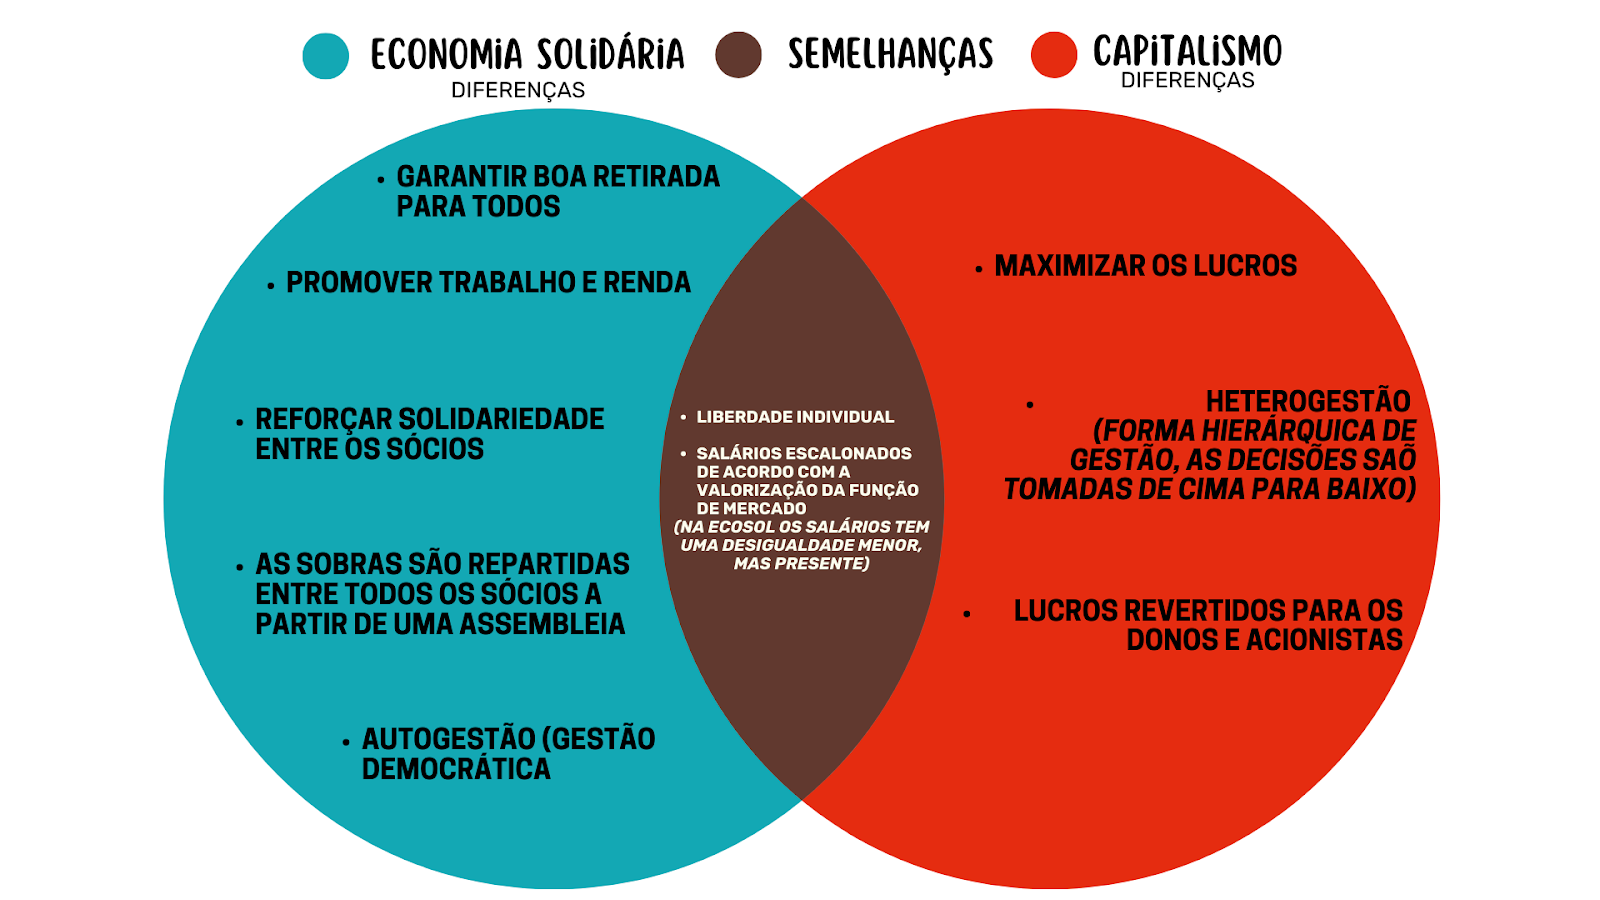 ECONOMIA SOLIDÁRIA
DIFERENÇAS
SEMELHANÇAS
CAPITALISMO
DIFERENÇAS
• GARANTIR BOA RETIRADA
PARA TODOS
• PROMOVER TRABALHO E RENDA
• REFORÇAR SOLIDARIEDADE
ENTRE OS SÓCIOS
• AS SOBRAS SÃO REPARTIDAS
ENTRE TODOS OS SÓCIOS A
PARTIR DE UMA ASSEMBLEIA
• AUTOGESTÃO (GESTÃO
DEMOCRÁTICA
• LIBERDADE INDIVIDUAL
• SALÁRIOS ESCALONADOS
DE ACORDO COM A
VALORIZAÇÃO DA FUNÇÃO
DE MERCADO
(NA ECOSOL OS SALÁRIOS TEM
UMA DESIGUALDADE MENOR,
MAS PRESENTE)
• MAXIMIZAR OS LUCROS
• HETEROGESTÃO
(FORMA HIERÁRQUICA DE
GESTÃO, AS DECISÕES SAÕ
TOMADAS DE CIMA PARA BAIXO)
• LUCROS REVERTIDOS PARA OS
DONOS E ACIONISTAS